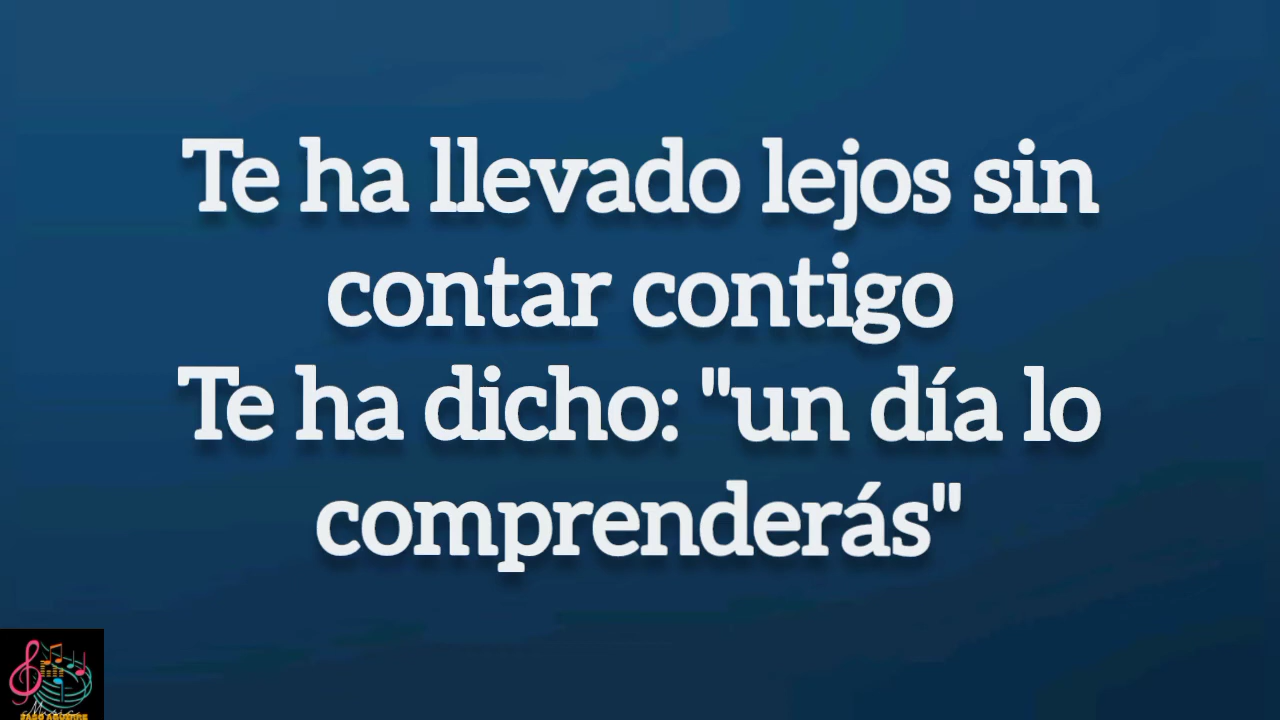 Te ha llevado lejos sin
contar contigo
Te ha dicho: "un día lo
comprenderás"